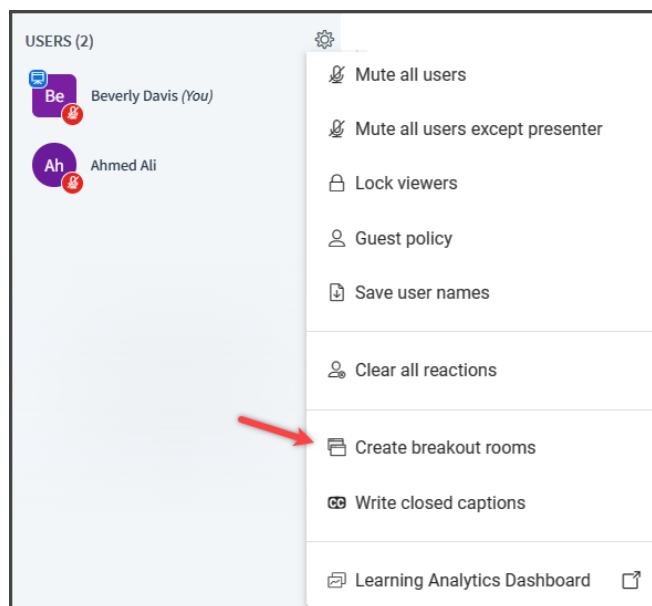 USERS (2)
Be
Beverly Davis (You)
Ah
Ahmed Ali
Mute all users
Mute all users except presenter
Lock viewers
Guest policy
Save user names
Clear all reactions
Create breakout rooms
CC Write closed captions
Learning Analytics Dashboard